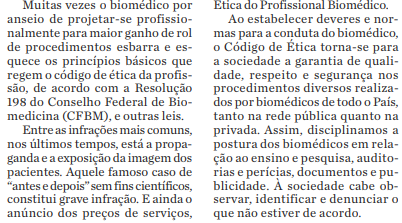 Muitas vezes o biomédico por
anseio de projetar-se profissio-
nalmente para maior ganho de rol
de procedimentos esbarra e es-
quece os princípios básicos que
regem o código de ética da profis-
são, de acordo com a Resolução
198 do Conselho Federal de Bio-
medicina (CFBM), e outras leis.
Entre as infrações mais comuns,
nos últimos tempos, está a propa-
ganda e a exposição da imagem dos
pacientes. Aquele famoso caso de
“antes e depois” sem fins científicos,
constitui grave infração. E ainda o
anúncio dos preços de serviços,
Ética do Profissional Biomédico.
Ao estabelecer deveres e nor-
mas para a conduta do biomédico,
o Código de Ética torna-se para
a sociedade a garantia de quali-
dade, respeito e segurança nos
procedimentos diversos realiza-
dos por biomédicos de todo o País,
tanto na rede pública quanto na
privada. Assim, disciplinamos a
postura dos biomédicos em rela-
ção ao ensino e pesquisa, audito-
rias e perícias, documentos e pu-
blicidade. À sociedade cabe ob-
servar, identificar e denunciar o
que não estiver de acordo.